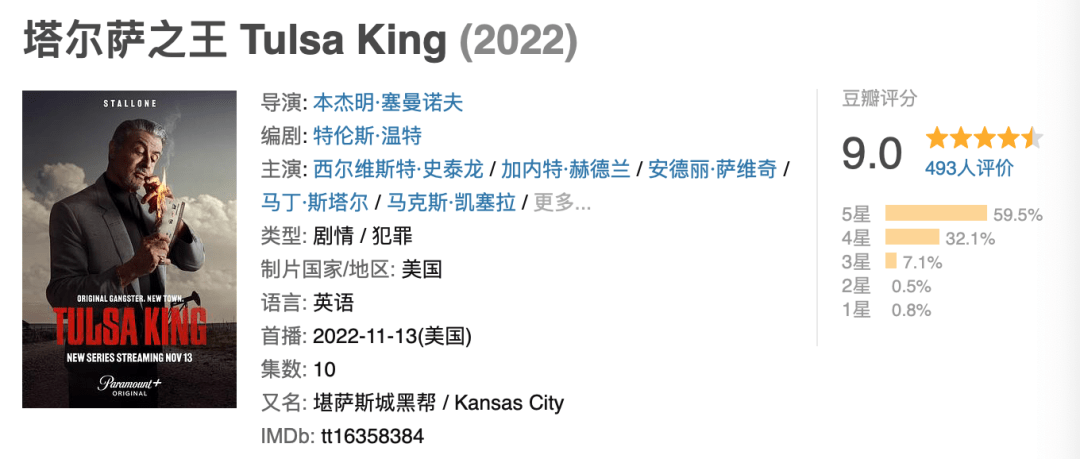 塔尔萨之王 Tulsa King (2022)
STALLONE
ORIGINAL GANGSTER. NEW TOWN.
TULSA KING
NEW SERIES STREAMING NOV 13
Paramount+
ORIGINAL
导演: 本杰明·塞曼诺夫
编剧: 特伦斯·温特
主演: 西尔维斯特·史泰龙 / 加内特·赫德兰 / 安德丽·萨维奇 /
马丁·斯塔尔 / 马克斯·凯塞拉 / 更多...
类型: 剧情 / 犯罪
制片国家/地区: 美国
语言: 英语
首播: 2022-11-13(美国)
集数: 10
又名: 堪萨斯城黑帮 / Kansas City
IMDb: tt16358384
豆瓣评分
9.0
493人评价
5星 59.5%
4星 32.1%
3星 7.1%
2星 0.5%
1星 0.8%